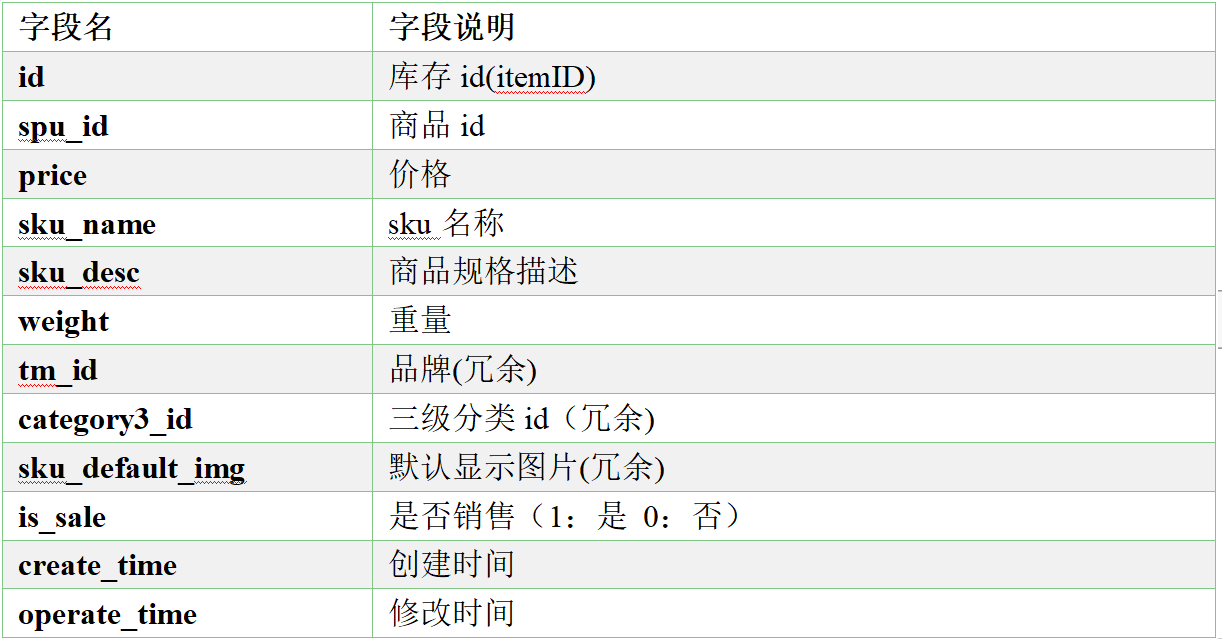 字段名 字段说明
id 库存 id(itemID)
spu_id 商品 id
price 价格
sku_name sku 名称
sku_desc 商品规格描述
weight 重量
tm_id 品牌(冗余)
category3_id 三级分类 id（冗余)
sku_default_img 默认显示图片(冗余)
is_sale 是否销售（1：是 0：否）
create_time 创建时间
operate_time 修改时间